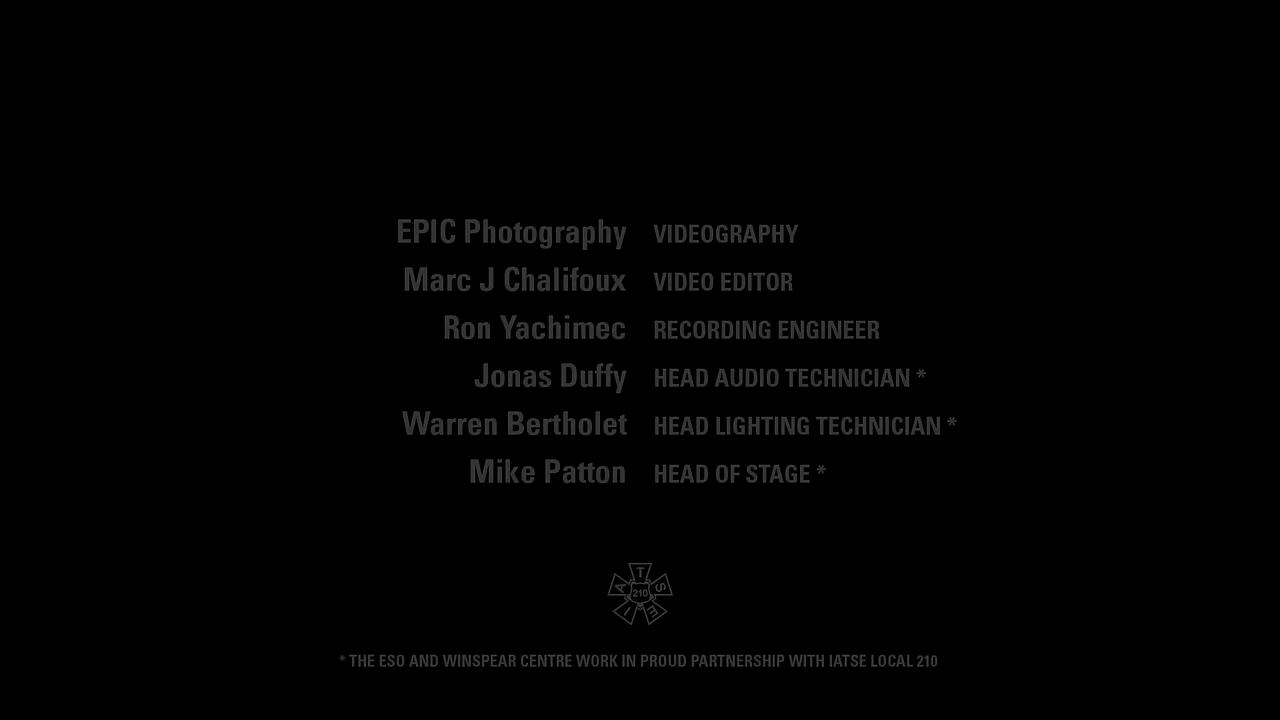 EPIC Photography VIDEOGRAPHY
Marc J Chalifoux VIDEO EDITOR
Ron Yachimec RECORDING ENGINEER
Jonas Duffy HEAD AUDIO TECHNICIAN *
Warren Bertholet HEAD LIGHTING TECHNICIAN *
Mike Patton HEAD OF STAGE *
I A T S E
210
* THE ESO AND WINSPEAR CENTRE WORK IN PROUD PARTNERSHIP WITH IATSE LOCAL 210